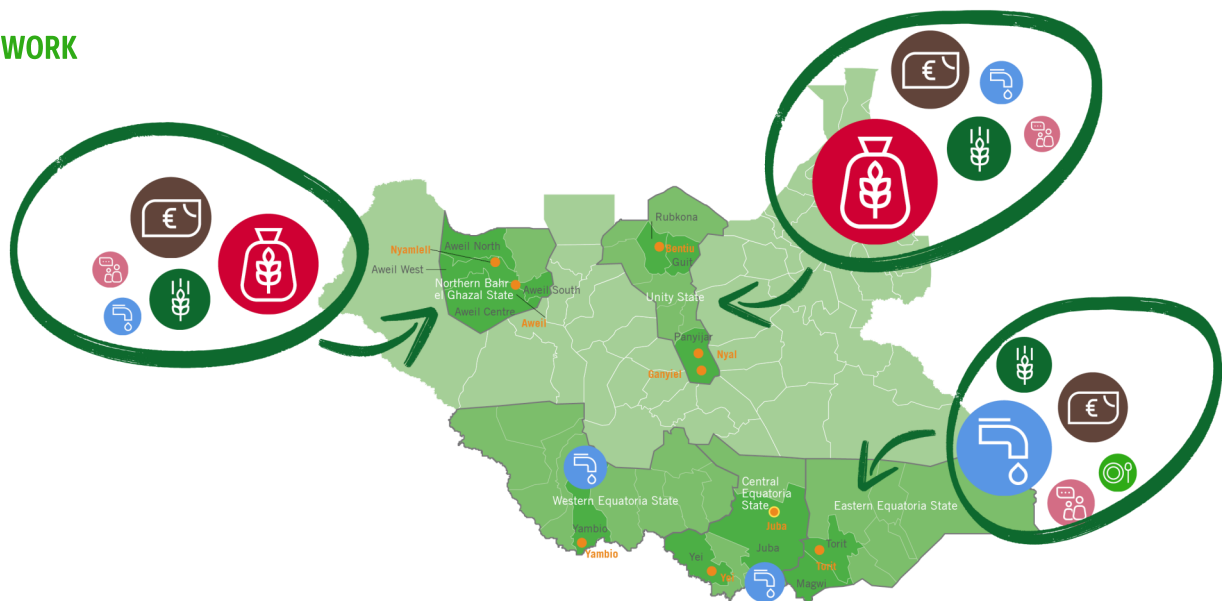 WORK
Rubkona
Bentiu
Guit
Unity State
Nyamleli
Aweil North
Aweil West
Northern Bahr
el Ghazal State
Aweil South
Aweil Centre
Aweil
Panyijar
Nyal
Ganyiel
Central
Equatoria
State
Juba
Western Equatoria State
Eastern Equatoria State
Yambio
Yambio
Juba
Yei
Yei
Torit
Torit
Magwi
€
€
€